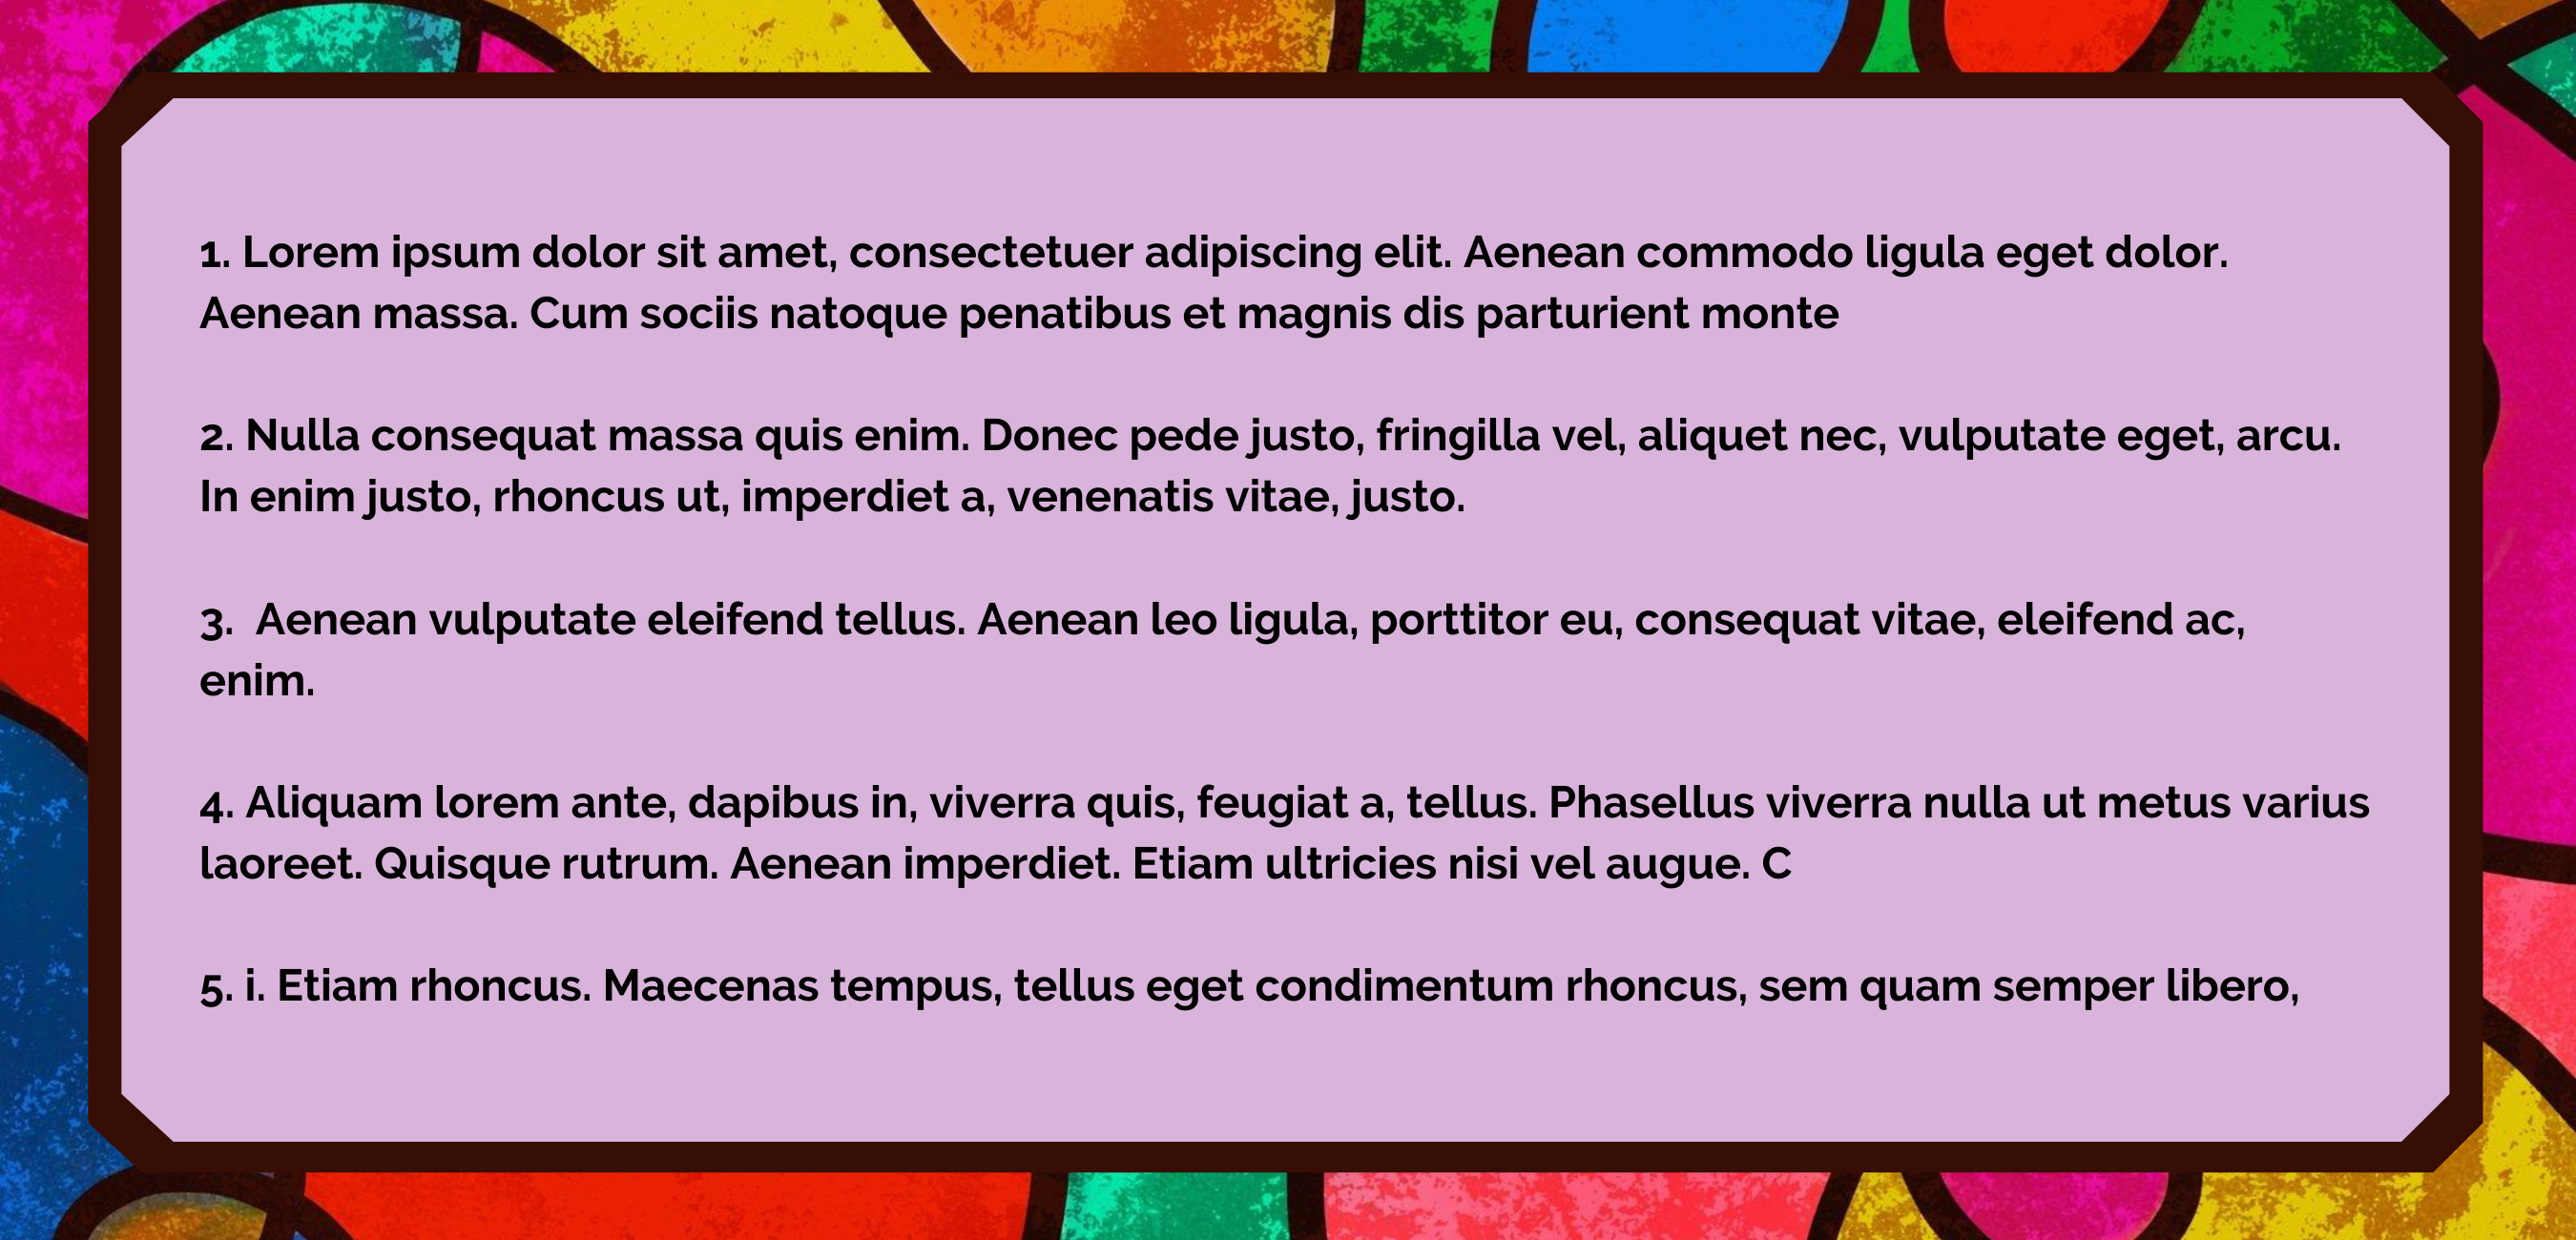 1. Lorem ipsum dolor sit amet, consectetuer adipiscing elit. Aenean commodo ligula eget dolor.
Aenean massa. Cum sociis natoque penatibus et magnis dis parturient monte
2. Nulla consequat massa quis enim. Donec pede justo, fringilla vel, aliquet nec, vulputate eget, arcu.
In enim justo, rhoncus ut, imperdiet a, venenatis vitae, justo.
3.  Aenean vulputate eleifend tellus. Aenean leo ligula, porttitor eu, consequat vitae, eleifend ac,
enim.
4. Aliquam lorem ante, dapibus in, viverra quis, feugiat a, tellus. Phasellus viverra nulla ut metus varius
laoreet. Quisque rutrum. Aenean imperdiet. Etiam ultricies nisi vel augue. C
5. i. Etiam rhoncus. Maecenas tempus, tellus eget condimentum rhoncus, sem quam semper libero,